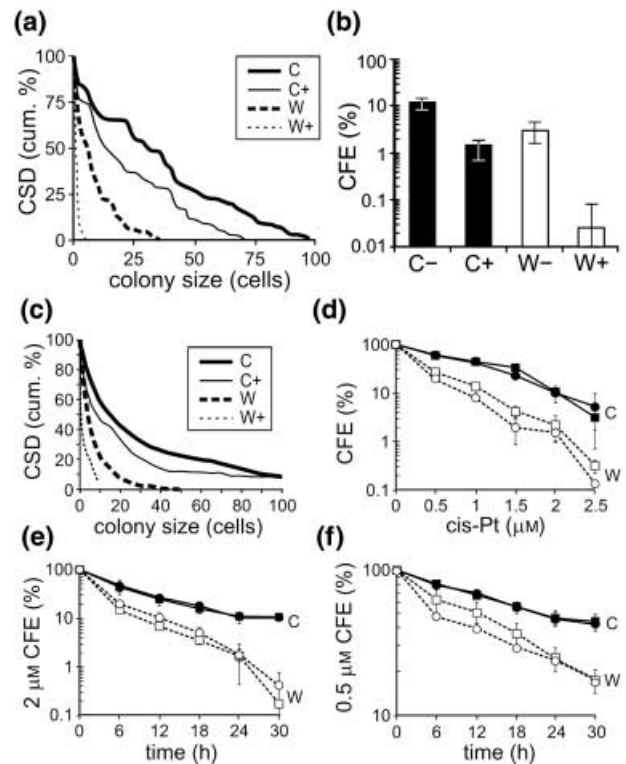 (a)
100
75
50
25
0
CSD (cum. %)
0 25 50 75 100
colony size (cells)
C
C+
W
W+
(b)
100
10
1
0.1
0.01
CFE (%)
C− C+ W− W+
(c)
100
80
60
40
20
0
CSD (cum. %)
0 20 40 60 80 100
colony size (cells)
C
C+
W
W+
(d)
100
10
1
0.1
CFE (%)
0 0.5 1 1.5 2 2.5
cis-Pt (μM)
C
W
(e)
100
10
1
0.1
2 μM CFE (%)
0 6 12 18 24 30
time (h)
C
W
(f)
100
10
0.5 μM CFE (%)
0 6 12 18 24 30
time (h)
C
W